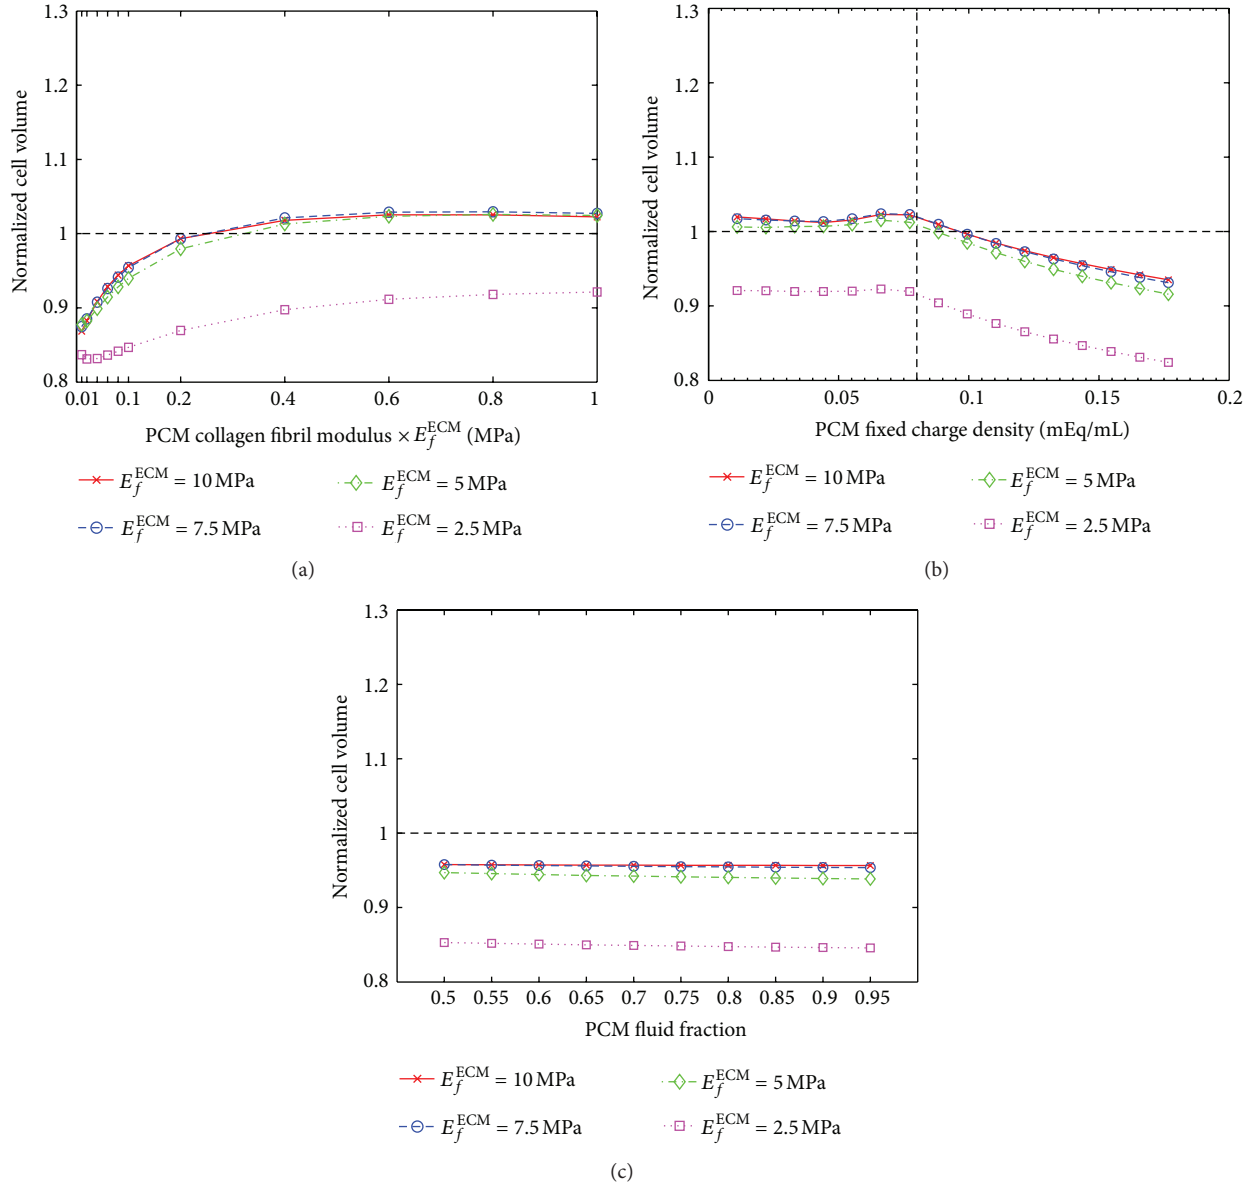 1.3
1.2
1.1
1
0.9
0.8
Normalized cell volume
0.01 0.1 0.2 0.4 0.6 0.8 1
PCM collagen fibril modulus × E_f^ECM (MPa)
E_f^ECM = 10 MPa
E_f^ECM = 5 MPa
E_f^ECM = 7.5 MPa
E_f^ECM = 2.5 MPa
(a)
1.3
1.2
1.1
1
0.9
0.8
Normalized cell volume
0 0.05 0.1 0.15 0.2
PCM fixed charge density (mEq/mL)
E_f^ECM = 10 MPa
E_f^ECM = 5 MPa
E_f^ECM = 7.5 MPa
E_f^ECM = 2.5 MPa
(b)
1.3
1.2
1.1
1
0.9
0.8
Normalized cell volume
0.5 0.55 0.6 0.65 0.7 0.75 0.8 0.85 0.9 0.95
PCM fluid fraction
E_f^ECM = 10 MPa
E_f^ECM = 5 MPa
E_f^ECM = 7.5 MPa
E_f^ECM = 2.5 MPa
(c)